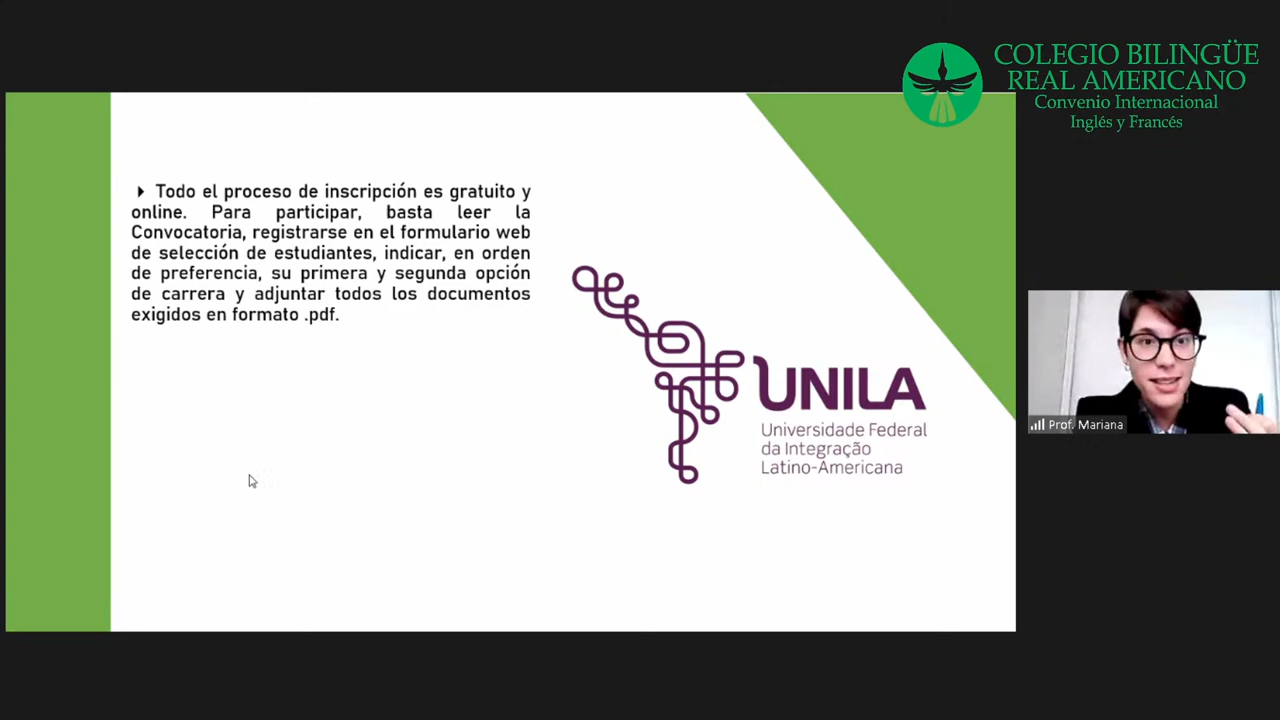 COLEGIO BILINGÜE
REAL AMERICANO
Convenio Internacional
Inglés y Francés
Todo el proceso de inscripción es gratuito y
online. Para participar, basta leer la
Convocatoria, registrarse en el formulario web
de selección de estudiantes, indicar, en orden
de preferencia, su primera y segunda opción
de carrera y adjuntar todos los documentos
exigidos en formato .pdf.
UNILA
Universidade Federal
da Integração
Latino-Americana
Prof. Mariana